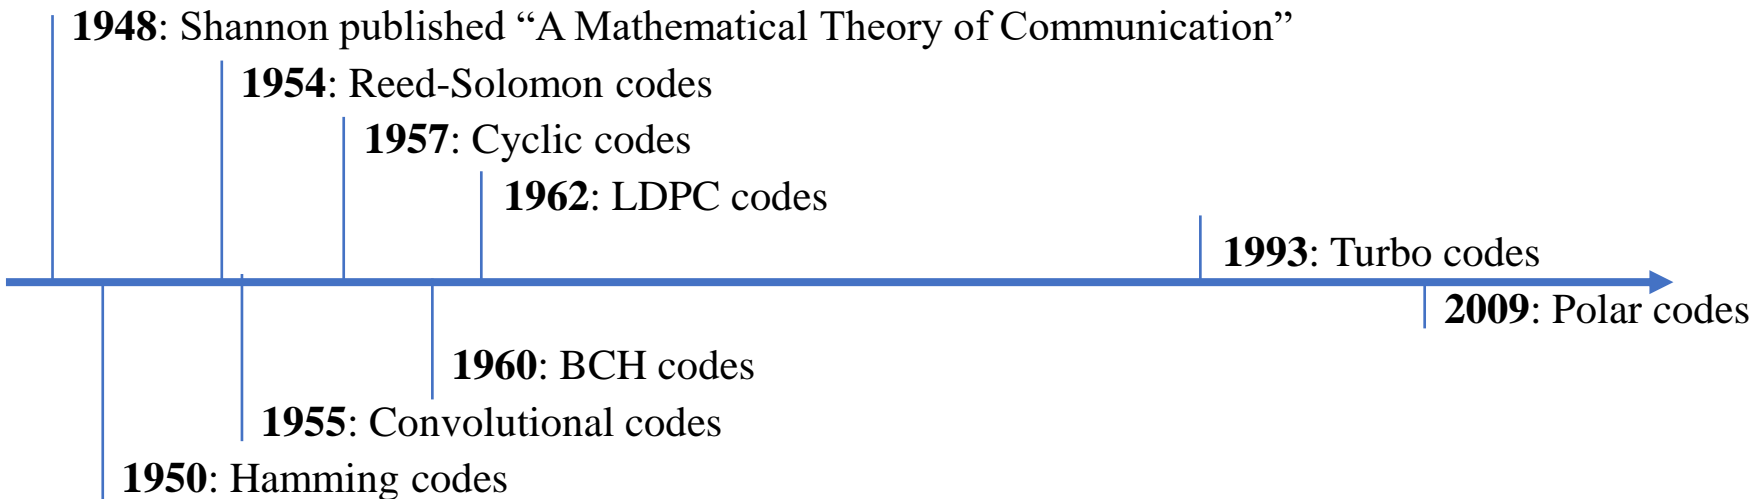 1948: Shannon published “A Mathematical Theory of Communication”
1954: Reed-Solomon codes
1957: Cyclic codes
1962: LDPC codes
1993: Turbo codes
2009: Polar codes
1960: BCH codes
1955: Convolutional codes
1950: Hamming codes